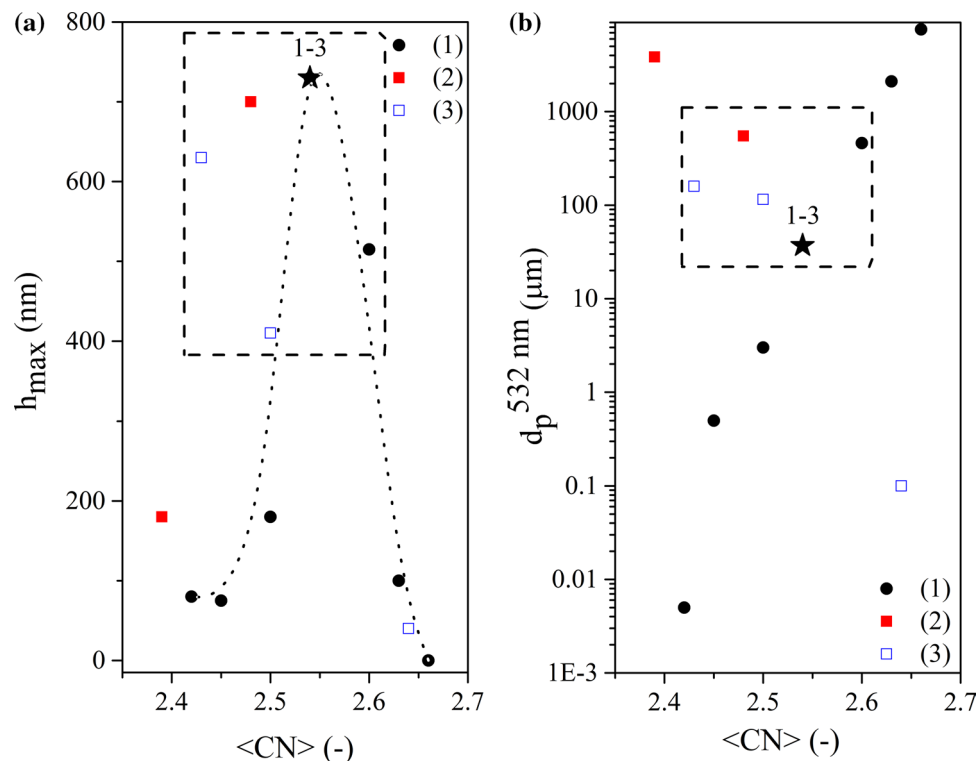 (a)
800
600
400
200
0
h_max (nm)
1-3
(1)
(2)
(3)
2.4 2.5 2.6 2.7
<CN> (-)
(b)
1000
100
10
1
0.1
0.01
1E-3
d_p^532 nm (μm)
1-3
(1)
(2)
(3)
2.4 2.5 2.6 2.7
<CN> (-)